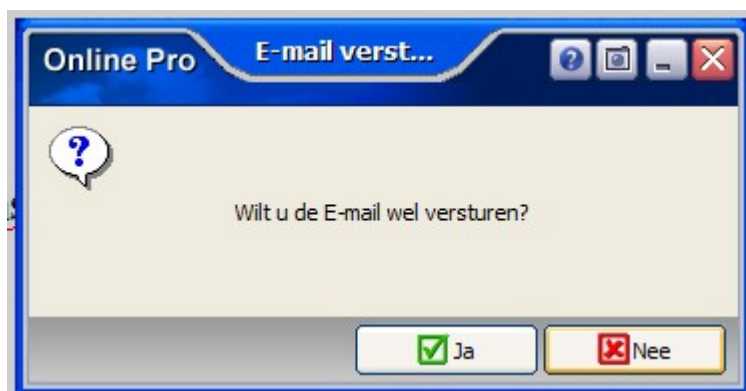 Online Pro
E-mail verst...
Wilt u de E-mail wel versturen?
Ja
Nee